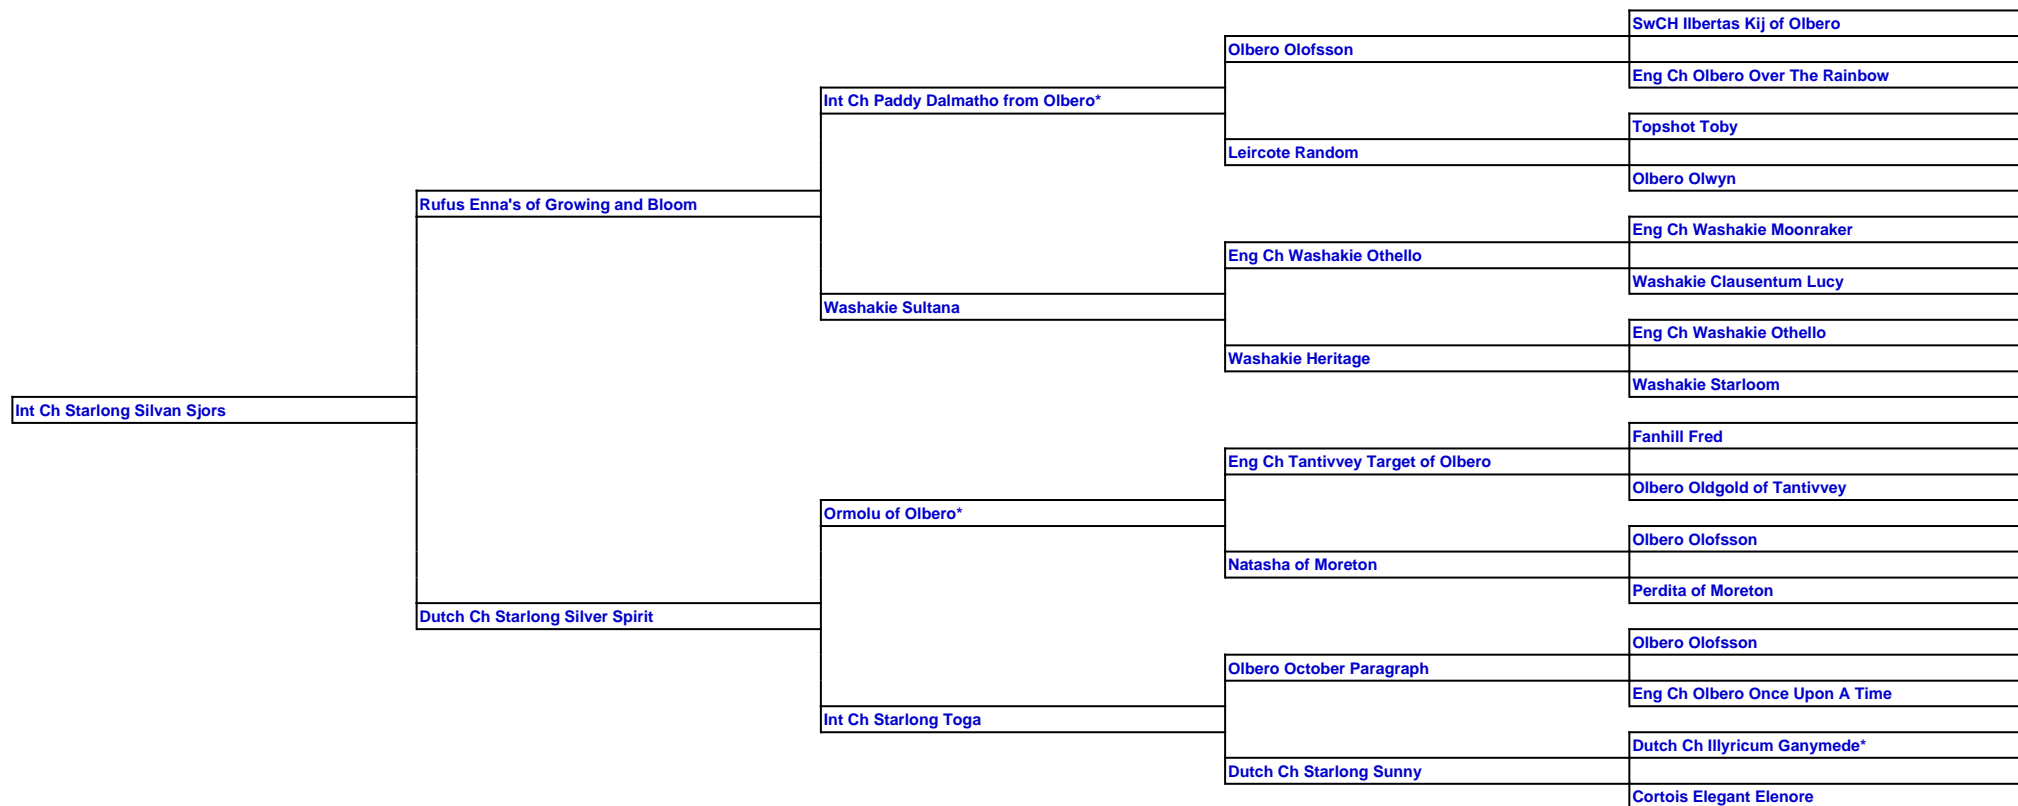 SwCH Ilbertas Kij of Olbero
Olbero Olofsson
Eng Ch Olbero Over The Rainbow
Int Ch Paddy Dalmatho from Olbero*
Topshot Toby
Leircote Random
Olbero Olwyn
Rufus Enna's of Growing and Bloom
Eng Ch Washakie Moonraker
Eng Ch Washakie Othello
Washakie Clausentum Lucy
Washakie Sultana
Eng Ch Washakie Othello
Washakie Heritage
Washakie Starloom
Int Ch Starlong Silvan Sjors
Fanhill Fred
Eng Ch Tantivvey Target of Olbero
Olbero Oldgold of Tantivvey
Ormolu of Olbero*
Olbero Olofsson
Natasha of Moreton
Perdita of Moreton
Dutch Ch Starlong Silver Spirit
Olbero Olofsson
Olbero October Paragraph
Eng Ch Olbero Once Upon A Time
Int Ch Starlong Toga
Dutch Ch Illyricum Ganymede*
Dutch Ch Starlong Sunny
Cortois Elegant Elenore